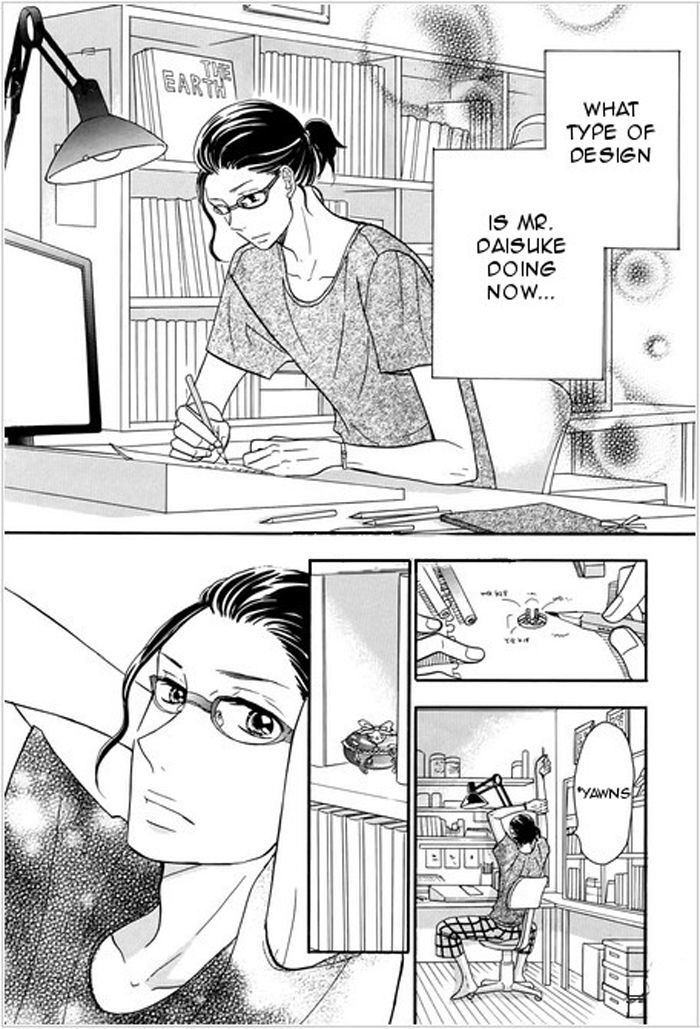 WHAT
TYPE OF
DESIGN
IS MR.
DAISUKE
DOING
NOW...
THE
EARTH
*YAWNS